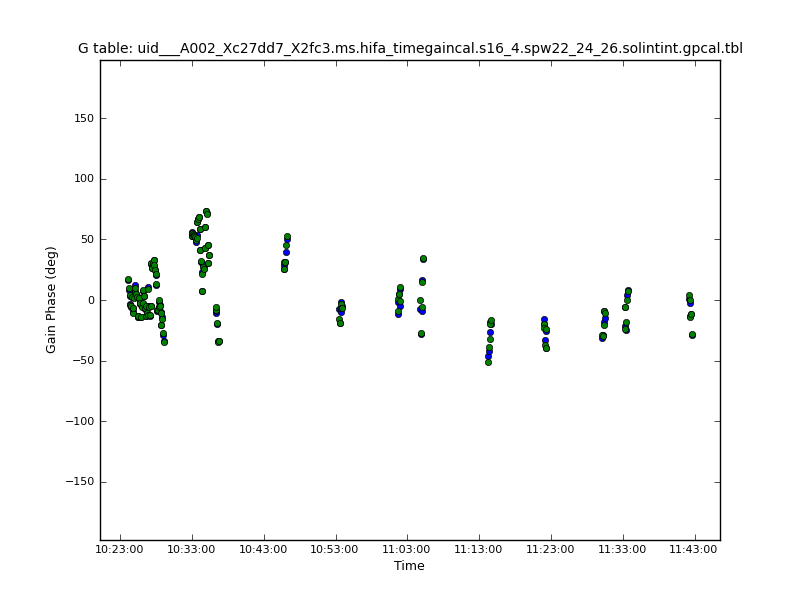 G table: uid___A002_Xc27dd7_X2fc3.ms.hifa_timegaincal.s16_4.spw22_24_26.solintint.gpcal.tbl
Gain Phase (deg)
150
100
50
0
−50
−100
−150
10:23:00 10:33:00 10:43:00 10:53:00 11:03:00 11:13:00 11:23:00 11:33:00 11:43:00
Time